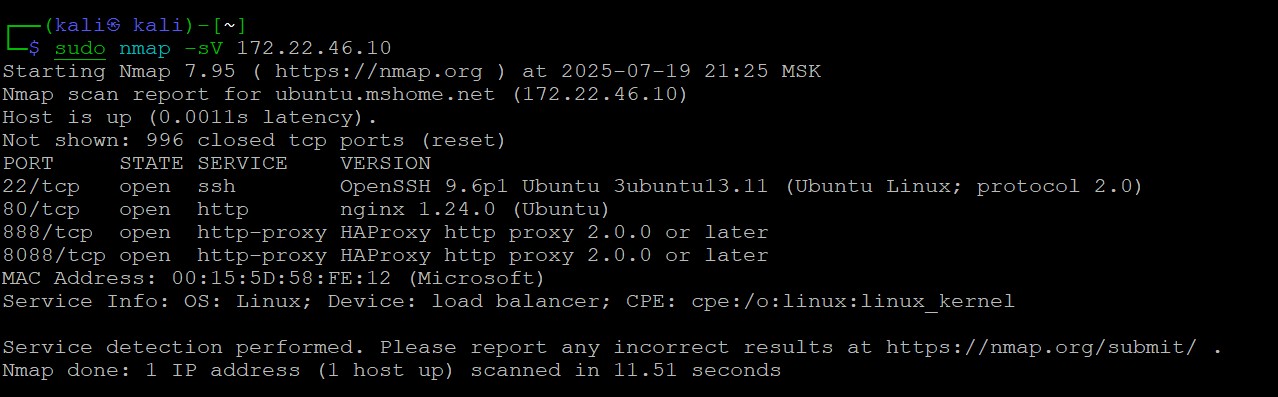 ┌──(kali㉿ kali)-[~]
└─$ sudo nmap -sV 172.22.46.10
Starting Nmap 7.95 ( https://nmap.org ) at 2025-07-19 21:25 MSK
Nmap scan report for ubuntu.mshome.net (172.22.46.10)
Host is up (0.0011s latency).
Not shown: 996 closed tcp ports (reset)
PORT     STATE SERVICE    VERSION
22/tcp   open  ssh        OpenSSH 9.6p1 Ubuntu 3ubuntu13.11 (Ubuntu Linux; protocol 2.0)
80/tcp   open  http       nginx 1.24.0 (Ubuntu)
888/tcp  open  http-proxy HAProxy http proxy 2.0.0 or later
8088/tcp open  http-proxy HAProxy http proxy 2.0.0 or later
MAC Address: 00:15:5D:58:FE:12 (Microsoft)
Service Info: OS: Linux; Device: load balancer; CPE: cpe:/o:linux:linux_kernel

Service detection performed. Please report any incorrect results at https://nmap.org/submit/ .
Nmap done: 1 IP address (1 host up) scanned in 11.51 seconds